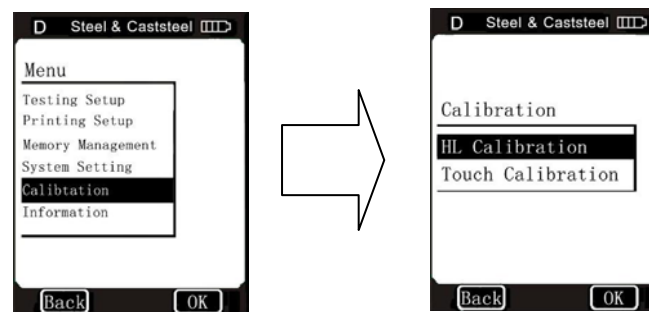 D Steel & Caststeel
Menu
Testing Setup
Printing Setup
Memory Management
System Setting
Calibtation
Information
Back OK
D Steel & Caststeel
Calibration
HL Calibration
Touch Calibration
Back OK